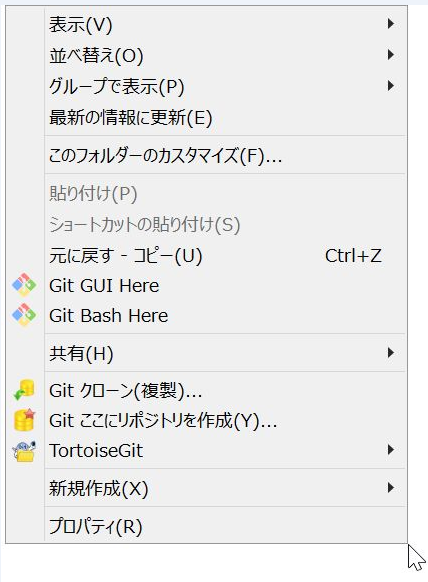 表示(V)
並べ替え(O)
グループで表示(P)
最新の情報に更新(E)
このフォルダーのカスタマイズ(F)...
貼り付け(P)
ショートカットの貼り付け(S)
元に戻す - コピー(U) Ctrl+Z
Git GUI Here
Git Bash Here
共有(H)
Git クローン(複製)...
Git ここにリポジトリを作成(Y)...
TortoiseGit
新規作成(X)
プロパティ(R)